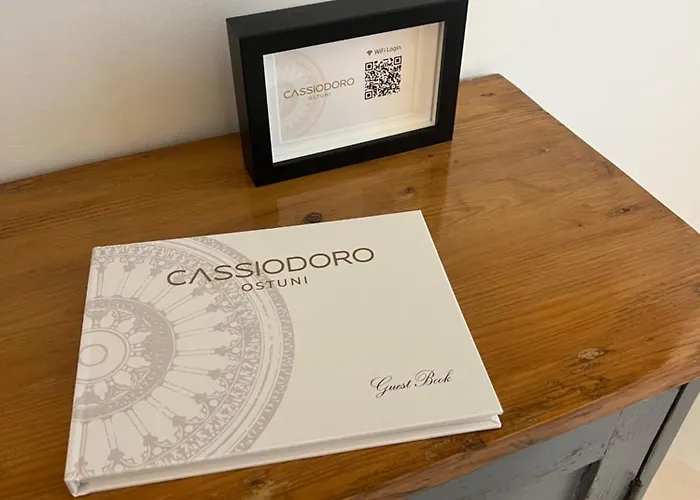 WiFi Login
CASSIODORO
OSTUNI
CASSIODORO
OSTUNI
Guest Book